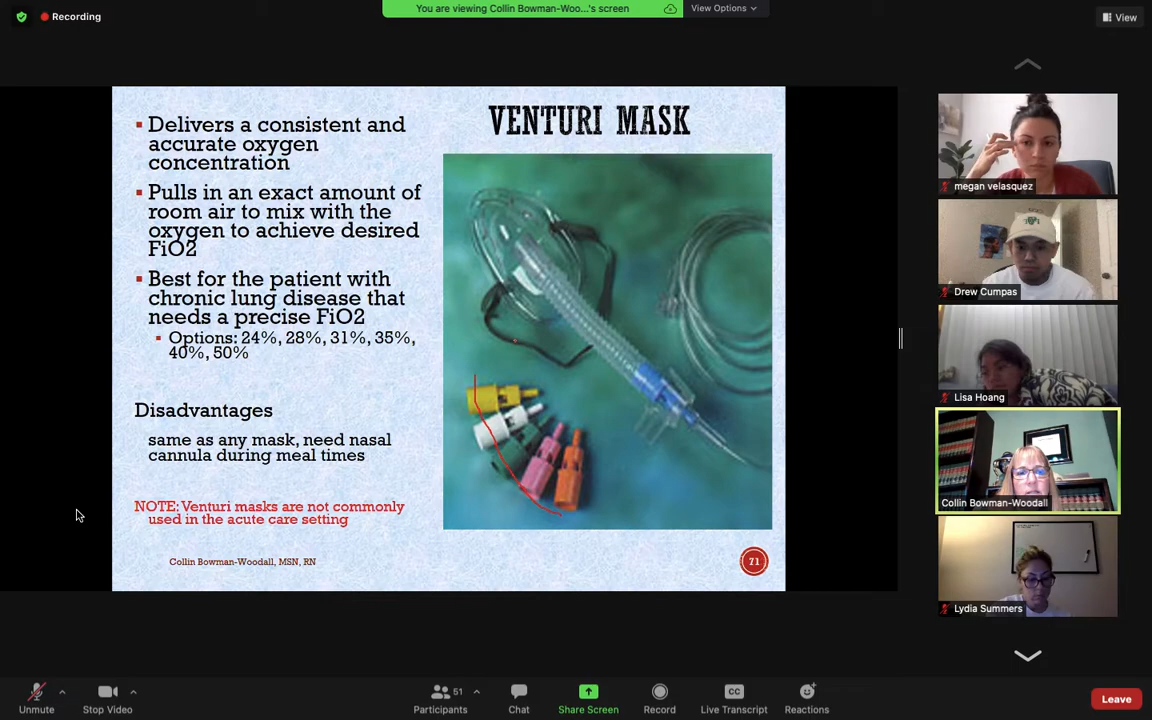 Recording
You are viewing Collin Bowman-Woo...'s screen
View Options
View
VENTURI MASK
Delivers a consistent and
accurate oxygen
concentration
Pulls in an exact amount of
room air to mix with the
oxygen to achieve desired
FiO2
Best for the patient with
chronic lung disease that
needs a precise FiO2
Options: 24%, 28%, 31%, 35%,
40%, 50%
Disadvantages
same as any mask, need nasal
cannula during meal times
NOTE: Venturi masks are not commonly
used in the acute care setting
Collin Bowman-Woodall, MSN, RN
71
megan velasquez
Drew Cumpas
Lisa Hoang
Collin Bowman-Woodall
Lydia Summers
Unmute
Stop Video
51
Participants
Chat
Share Screen
Record
CC
Live Transcript
Reactions
Leave